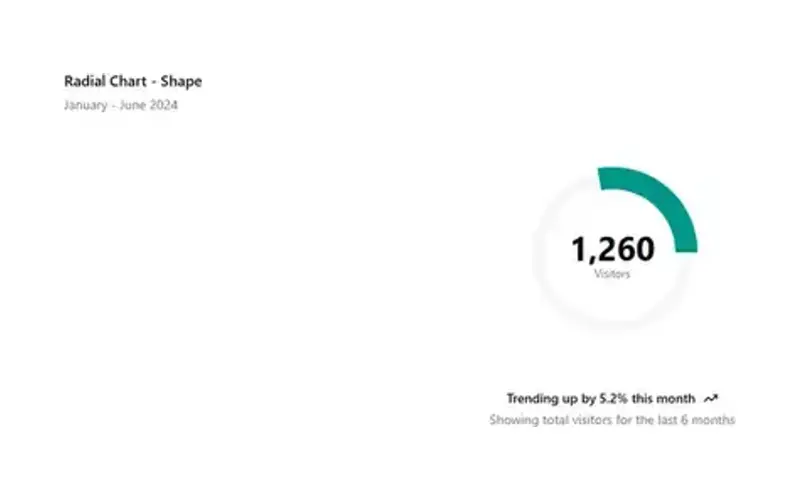 Radial Chart - Shape
January - June 2024
1,260
Visitors
Trending up by 5.2% this month
Showing total visitors for the last 6 months